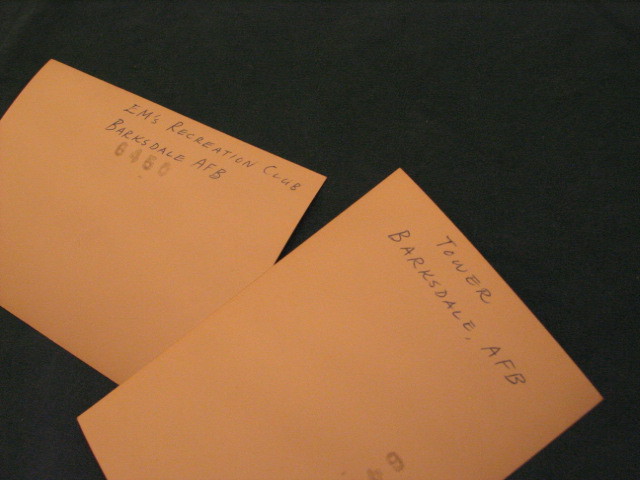 EM's RECREATION CLUB
BARKSDALE AFB
6450
TOWER
BARKSDALE, AFB